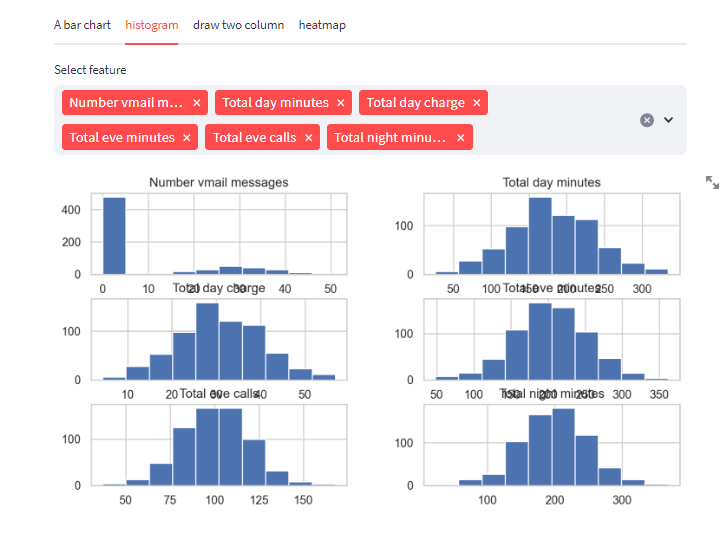 A bar chart histogram draw two column heatmap
Select feature
Number vmail m... × Total day minutes × Total day charge ×
Total eve minutes × Total eve calls × Total night minu... ×
Number vmail messages Total day minutes
400
200
0
100
0
0 10 20 30 40 50
50 100 150 200 250 300
Total day charge Total eve minutes
100
0
100
0
10 20 30 40 50
50 100 150 200 250 300 350
Total eve calls Total night minutes
100
0
100
0
50 75 100 125 150
100 200 300